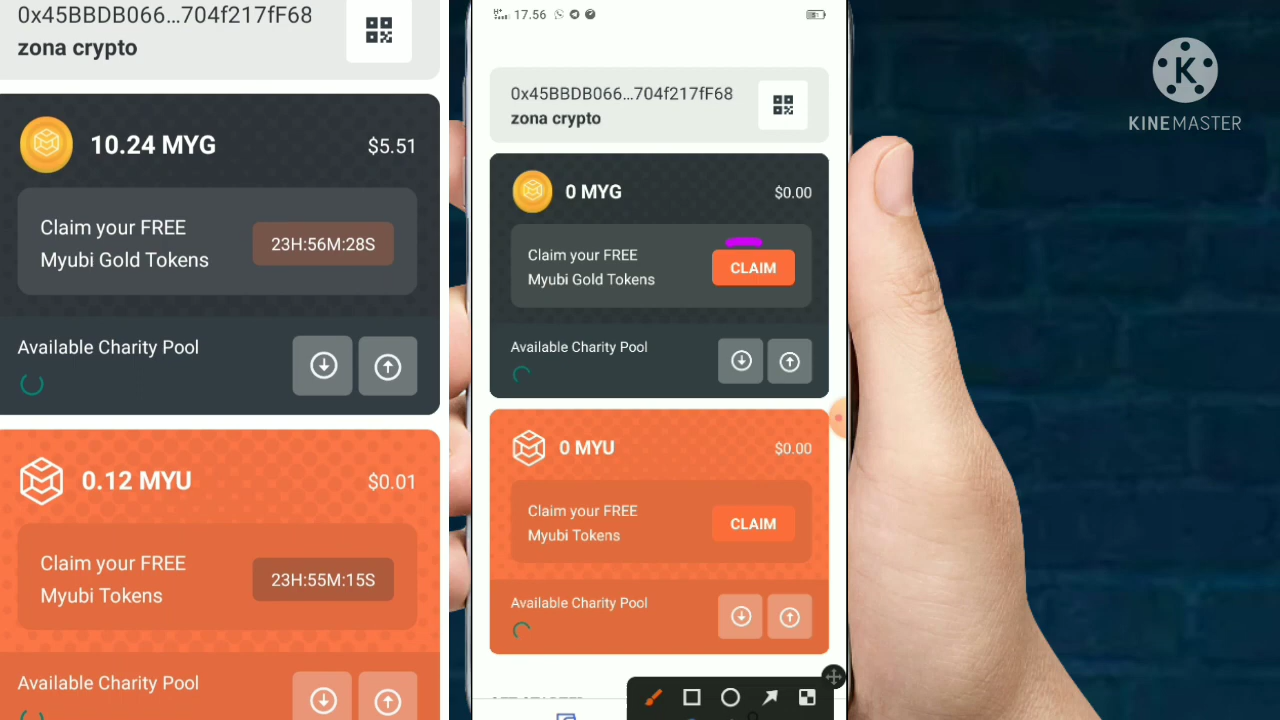 0x45BBDB066...704f217fF68
zona crypto
10.24 MYG
$5.51
Claim your FREE
Myubi Gold Tokens
23H:56M:28S
Available Charity Pool
0.12 MYU
$0.01
Claim your FREE
Myubi Tokens
23H:55M:15S
Available Charity Pool
17.56
0x45BBDB066...704f217fF68
zona crypto
0 MYG
$0.00
Claim your FREE
Myubi Gold Tokens
CLAIM
Available Charity Pool
0 MYU
$0.00
Claim your FREE
Myubi Tokens
CLAIM
Available Charity Pool
K
KINEMASTER